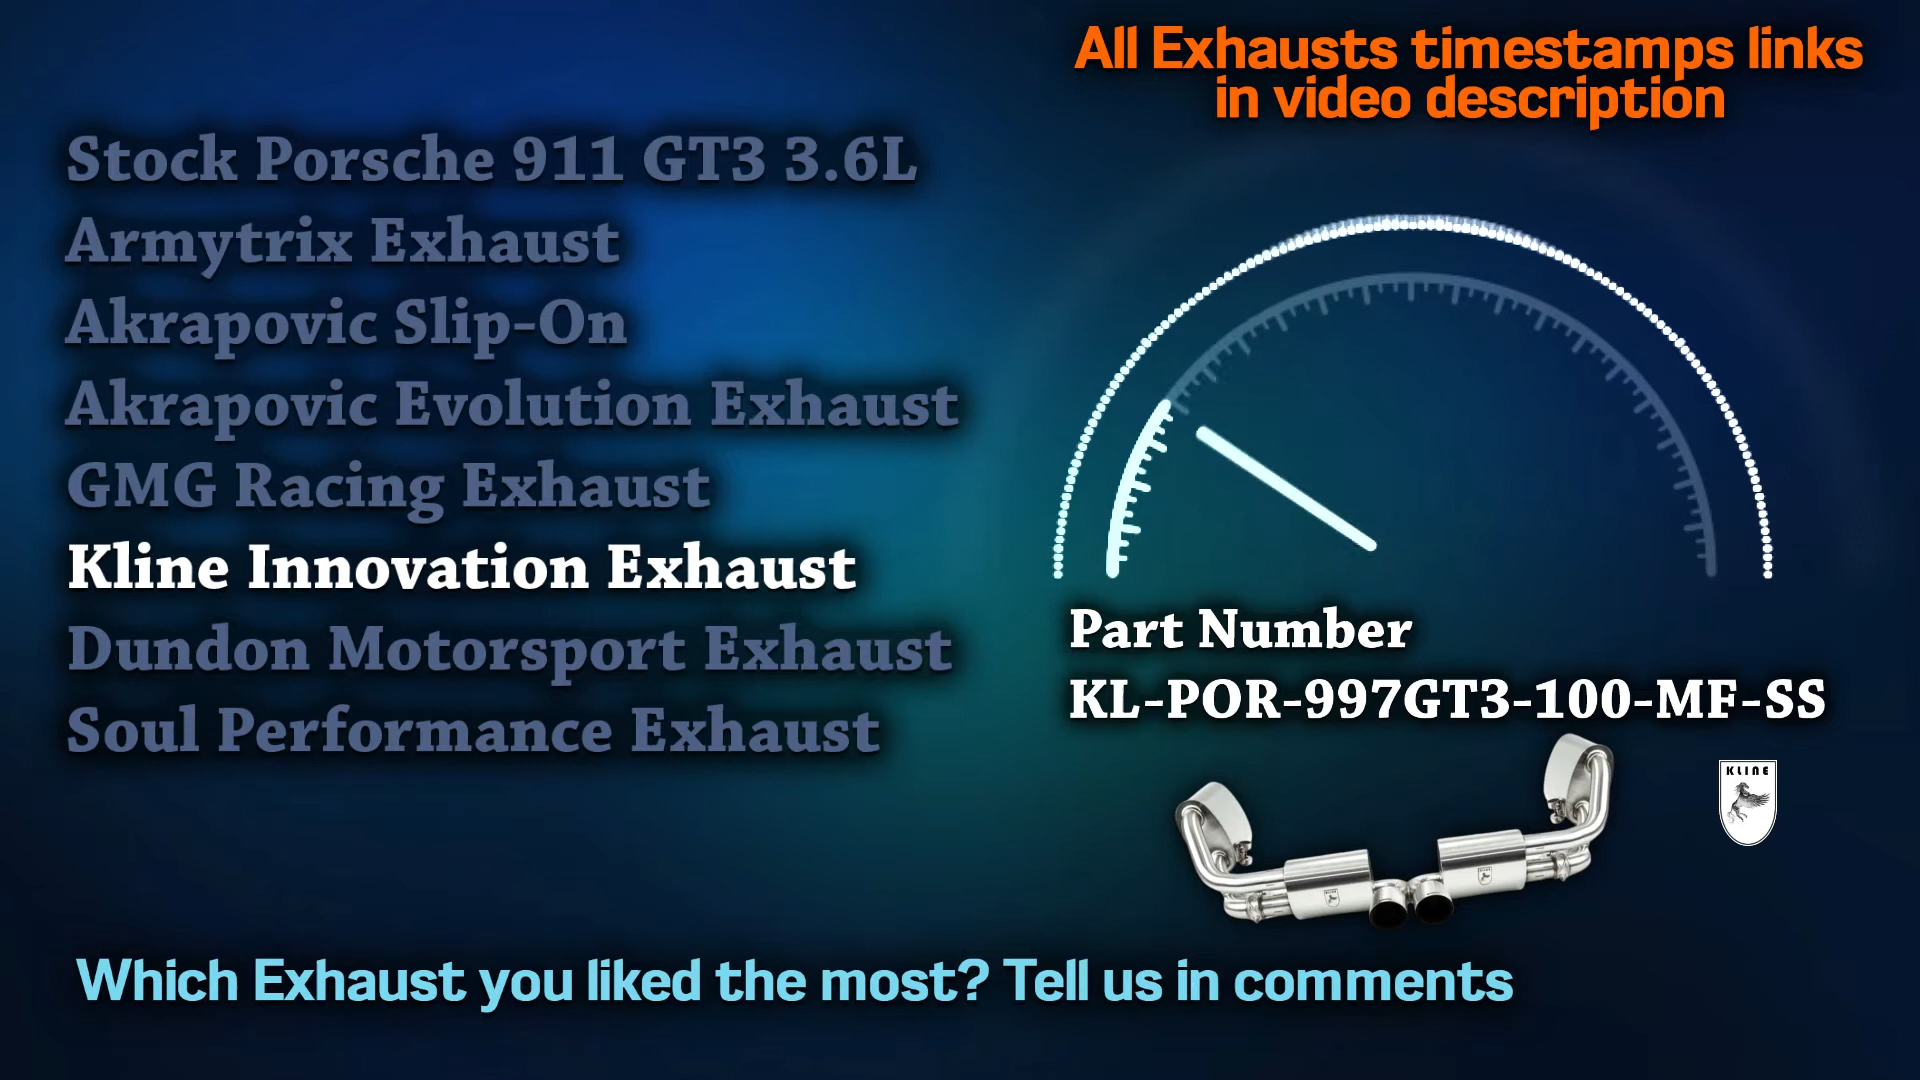 All Exhausts timestamps links
in video description
Stock Porsche 911 GT3 3.6L
Armytrix Exhaust
Akrapovic Slip-On
Akrapovic Evolution Exhaust
GMG Racing Exhaust
Kline Innovation Exhaust
Dundon Motorsport Exhaust
Soul Performance Exhaust
Part Number
KL-POR-997GT3-100-MF-SS
KLINE
Which Exhaust you liked the most? Tell us in comments